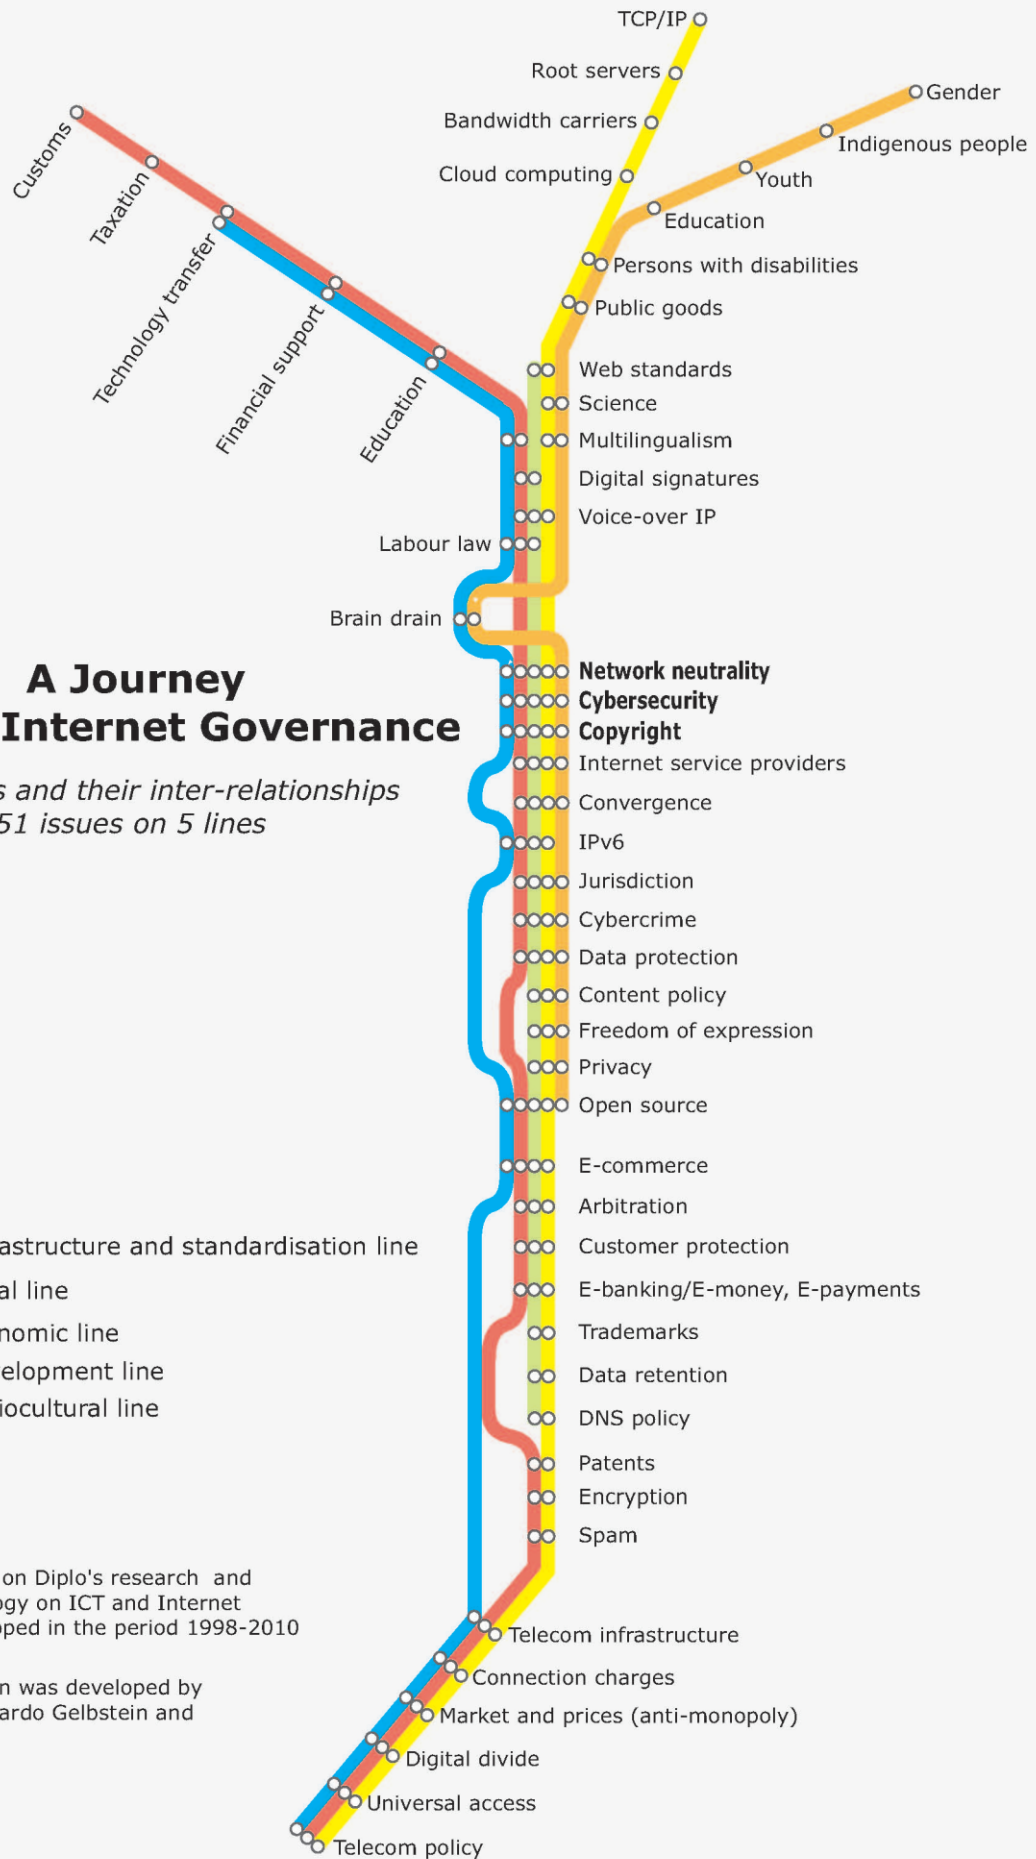 TCP/IP
Root servers
Bandwidth carriers
Cloud computing
Gender
Indigenous people
Youth
Education
Persons with disabilities
Public goods
Customs
Taxation
Technology transfer
Financial support
Education
Web standards
Science
Multilingualism
Digital signatures
Voice-over IP
Labour law
Brain drain
A Journey
Internet Governance
s and their inter-relationships
51 issues on 5 lines
Network neutrality
Cybersecurity
Copyright
Internet service providers
Convergence
IPv6
Jurisdiction
Cybercrime
Data protection
Content policy
Freedom of expression
Privacy
Open source
E-commerce
Arbitration
Customer protection
E-banking/E-money, E-payments
Trademarks
Data retention
DNS policy
Patents
Encryption
Spam
astructure and standardisation line
al line
nomic line
velopment line
iocultural line
on Diplo's research and
ogy on ICT and Internet
oped in the period 1998-2010
n was developed by
ardo Gelbstein and
Telecom infrastructure
Connection charges
Market and prices (anti-monopoly)
Digital divide
Universal access
Telecom policy